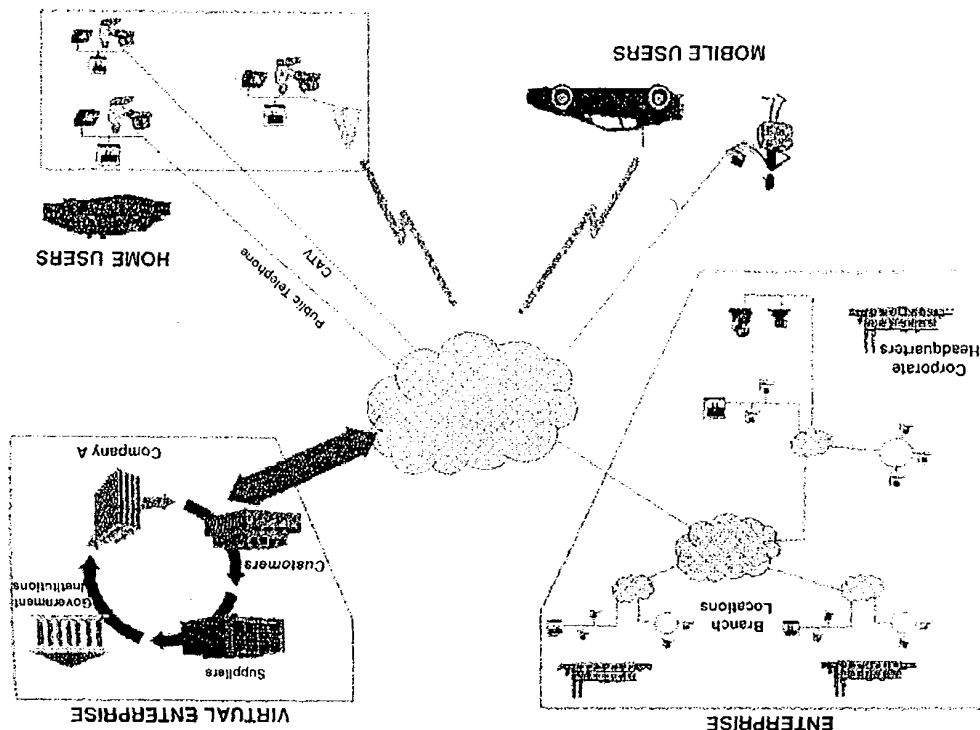 ENTERPRISE
VIRTUAL ENTERPRISE
Suppliers
Branch
Locations
Government
Institutions
Customers
Company A
Corporate
Headquarters
Public Telephone
CATV
HOME USERS
MOBILE USERS